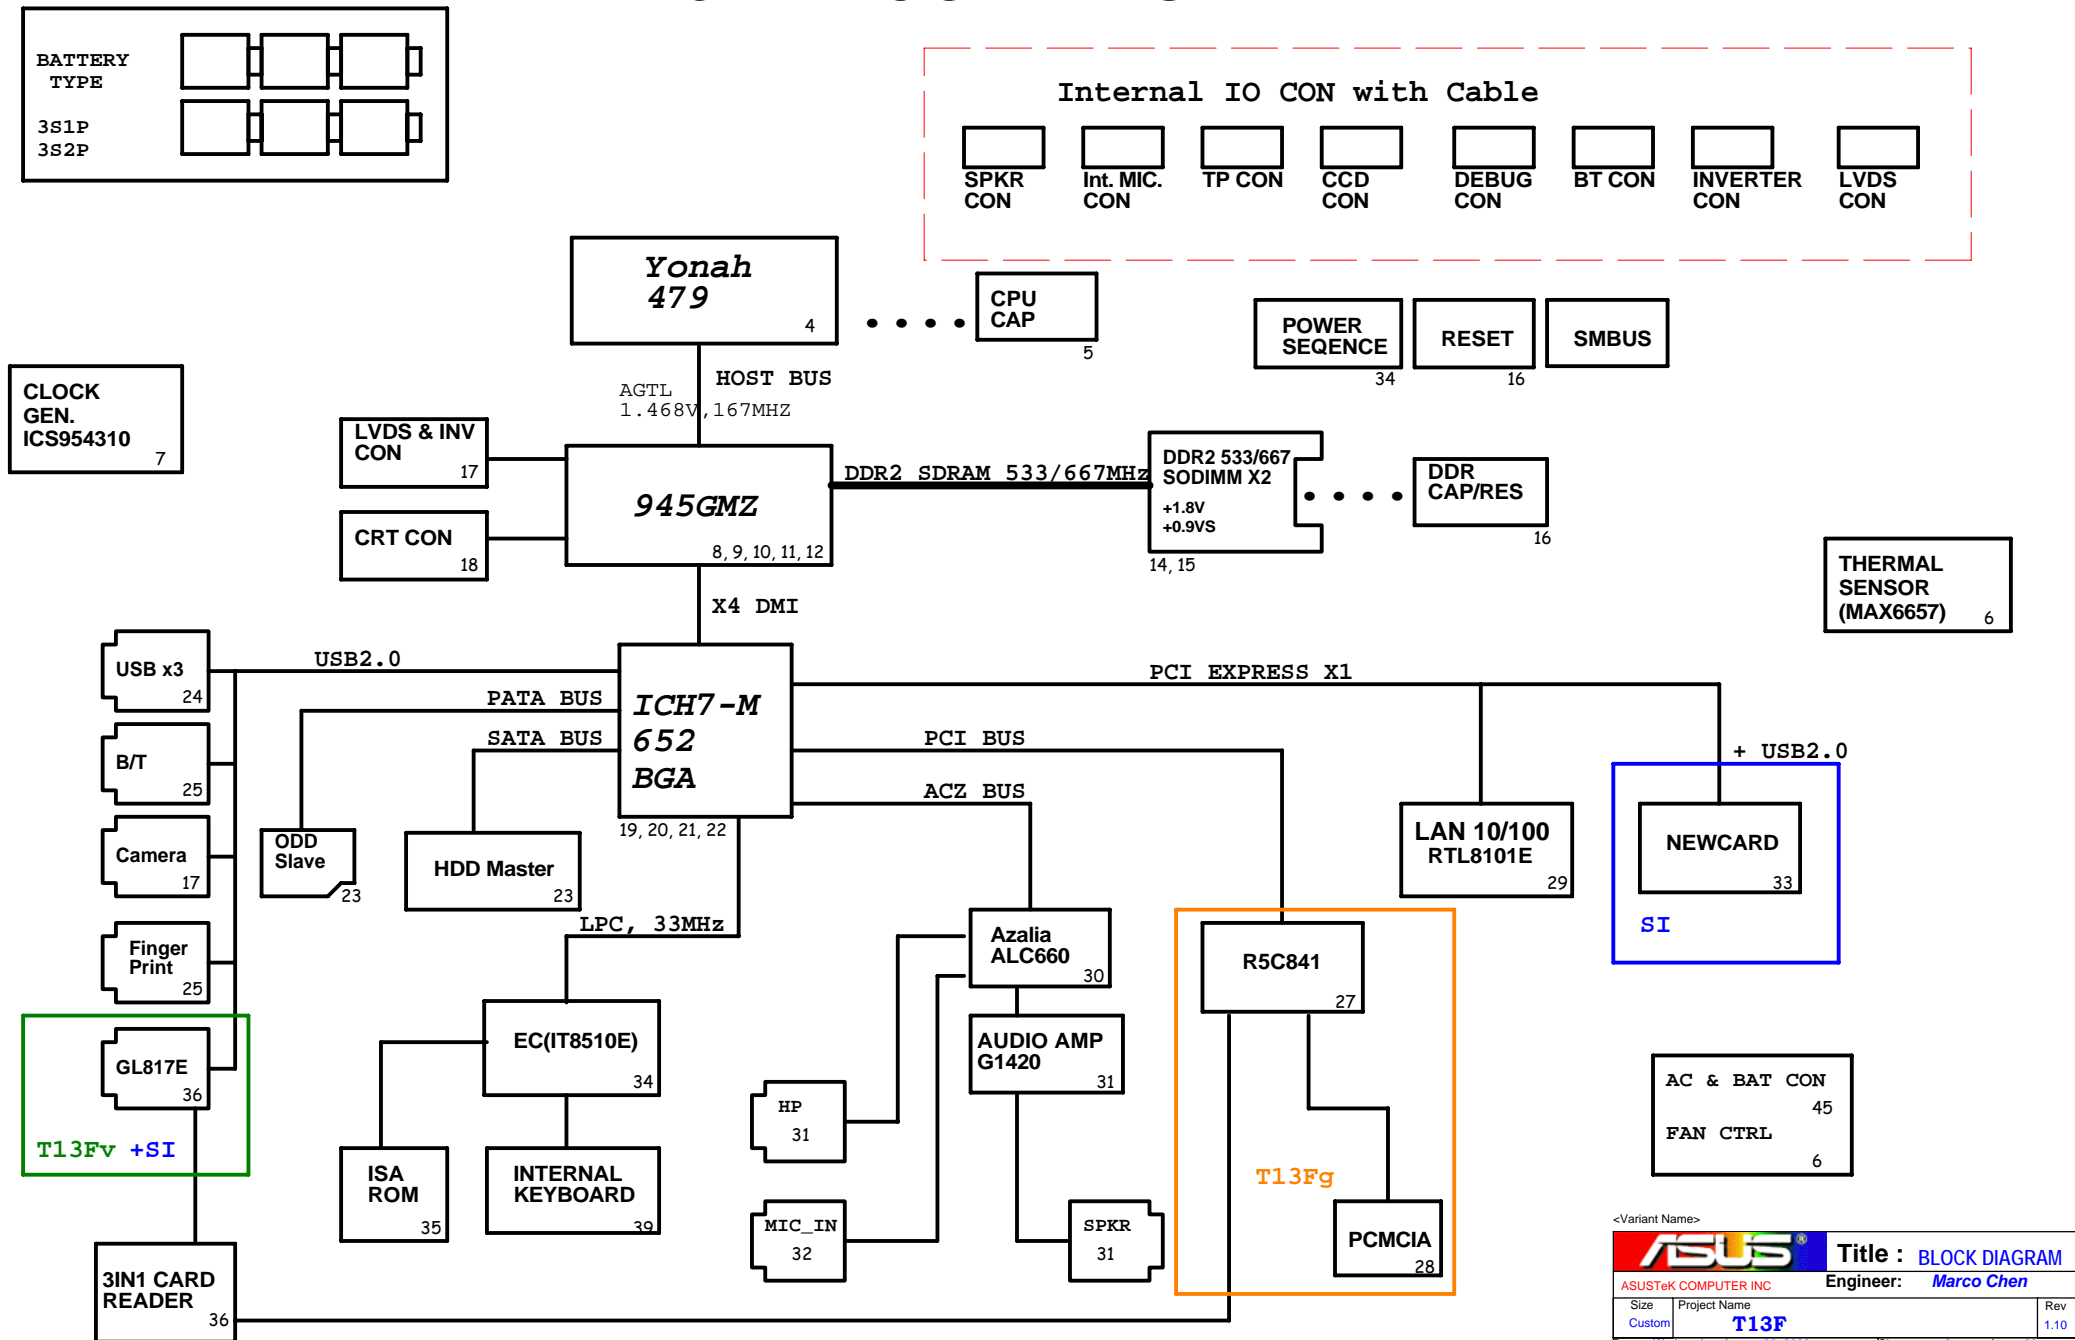 BATTERY
TYPE
3S1P
3S2P
Internal IO CON with Cable
SPKR
CON
Int. MIC.
CON
TP CON
CCD
CON
DEBUG
CON
BT CON
INVERTER
CON
LVDS
CON
Yonah
479
4
CPU
CAP
5
POWER
SEQENCE
34
RESET
16
SMBUS
CLOCK
GEN.
ICS954310
7
HOST BUS
AGTL
1.468V,167MHZ
LVDS & INV
CON
17
CRT CON
18
945GMZ
8, 9, 10, 11, 12
DDR2 SDRAM 533/667MHz
DDR2 533/667
SODIMM X2
+1.8V
+0.9VS
14, 15
DDR
CAP/RES
16
THERMAL
SENSOR
(MAX6657)
6
X4 DMI
USB x3
24
B/T
25
Camera
17
Finger
Print
25
GL817E
36
T13Fv +SI
3IN1 CARD
READER
36
USB2.0
PATA BUS
SATA BUS
ICH7-M
652
BGA
19, 20, 21, 22
PCI EXPRESS X1
PCI BUS
ACZ BUS
+ USB2.0
ODD
Slave
23
HDD Master
23
LPC, 33MHz
EC(IT8510E)
34
ISA
ROM
35
INTERNAL
KEYBOARD
39
Azalia
ALC660
30
AUDIO AMP
G1420
31
HP
31
MIC_IN
32
SPKR
31
R5C841
27
T13Fg
PCMCIA
28
LAN 10/100
RTL8101E
29
NEWCARD
33
SI
AC & BAT CON
45
FAN CTRL
6
<Variant Name>
ASUS®
Title : BLOCK DIAGRAM
ASUSTeK COMPUTER INC
Engineer: Marco Chen
Size
Project Name
Rev
Custom
T13F
1.10